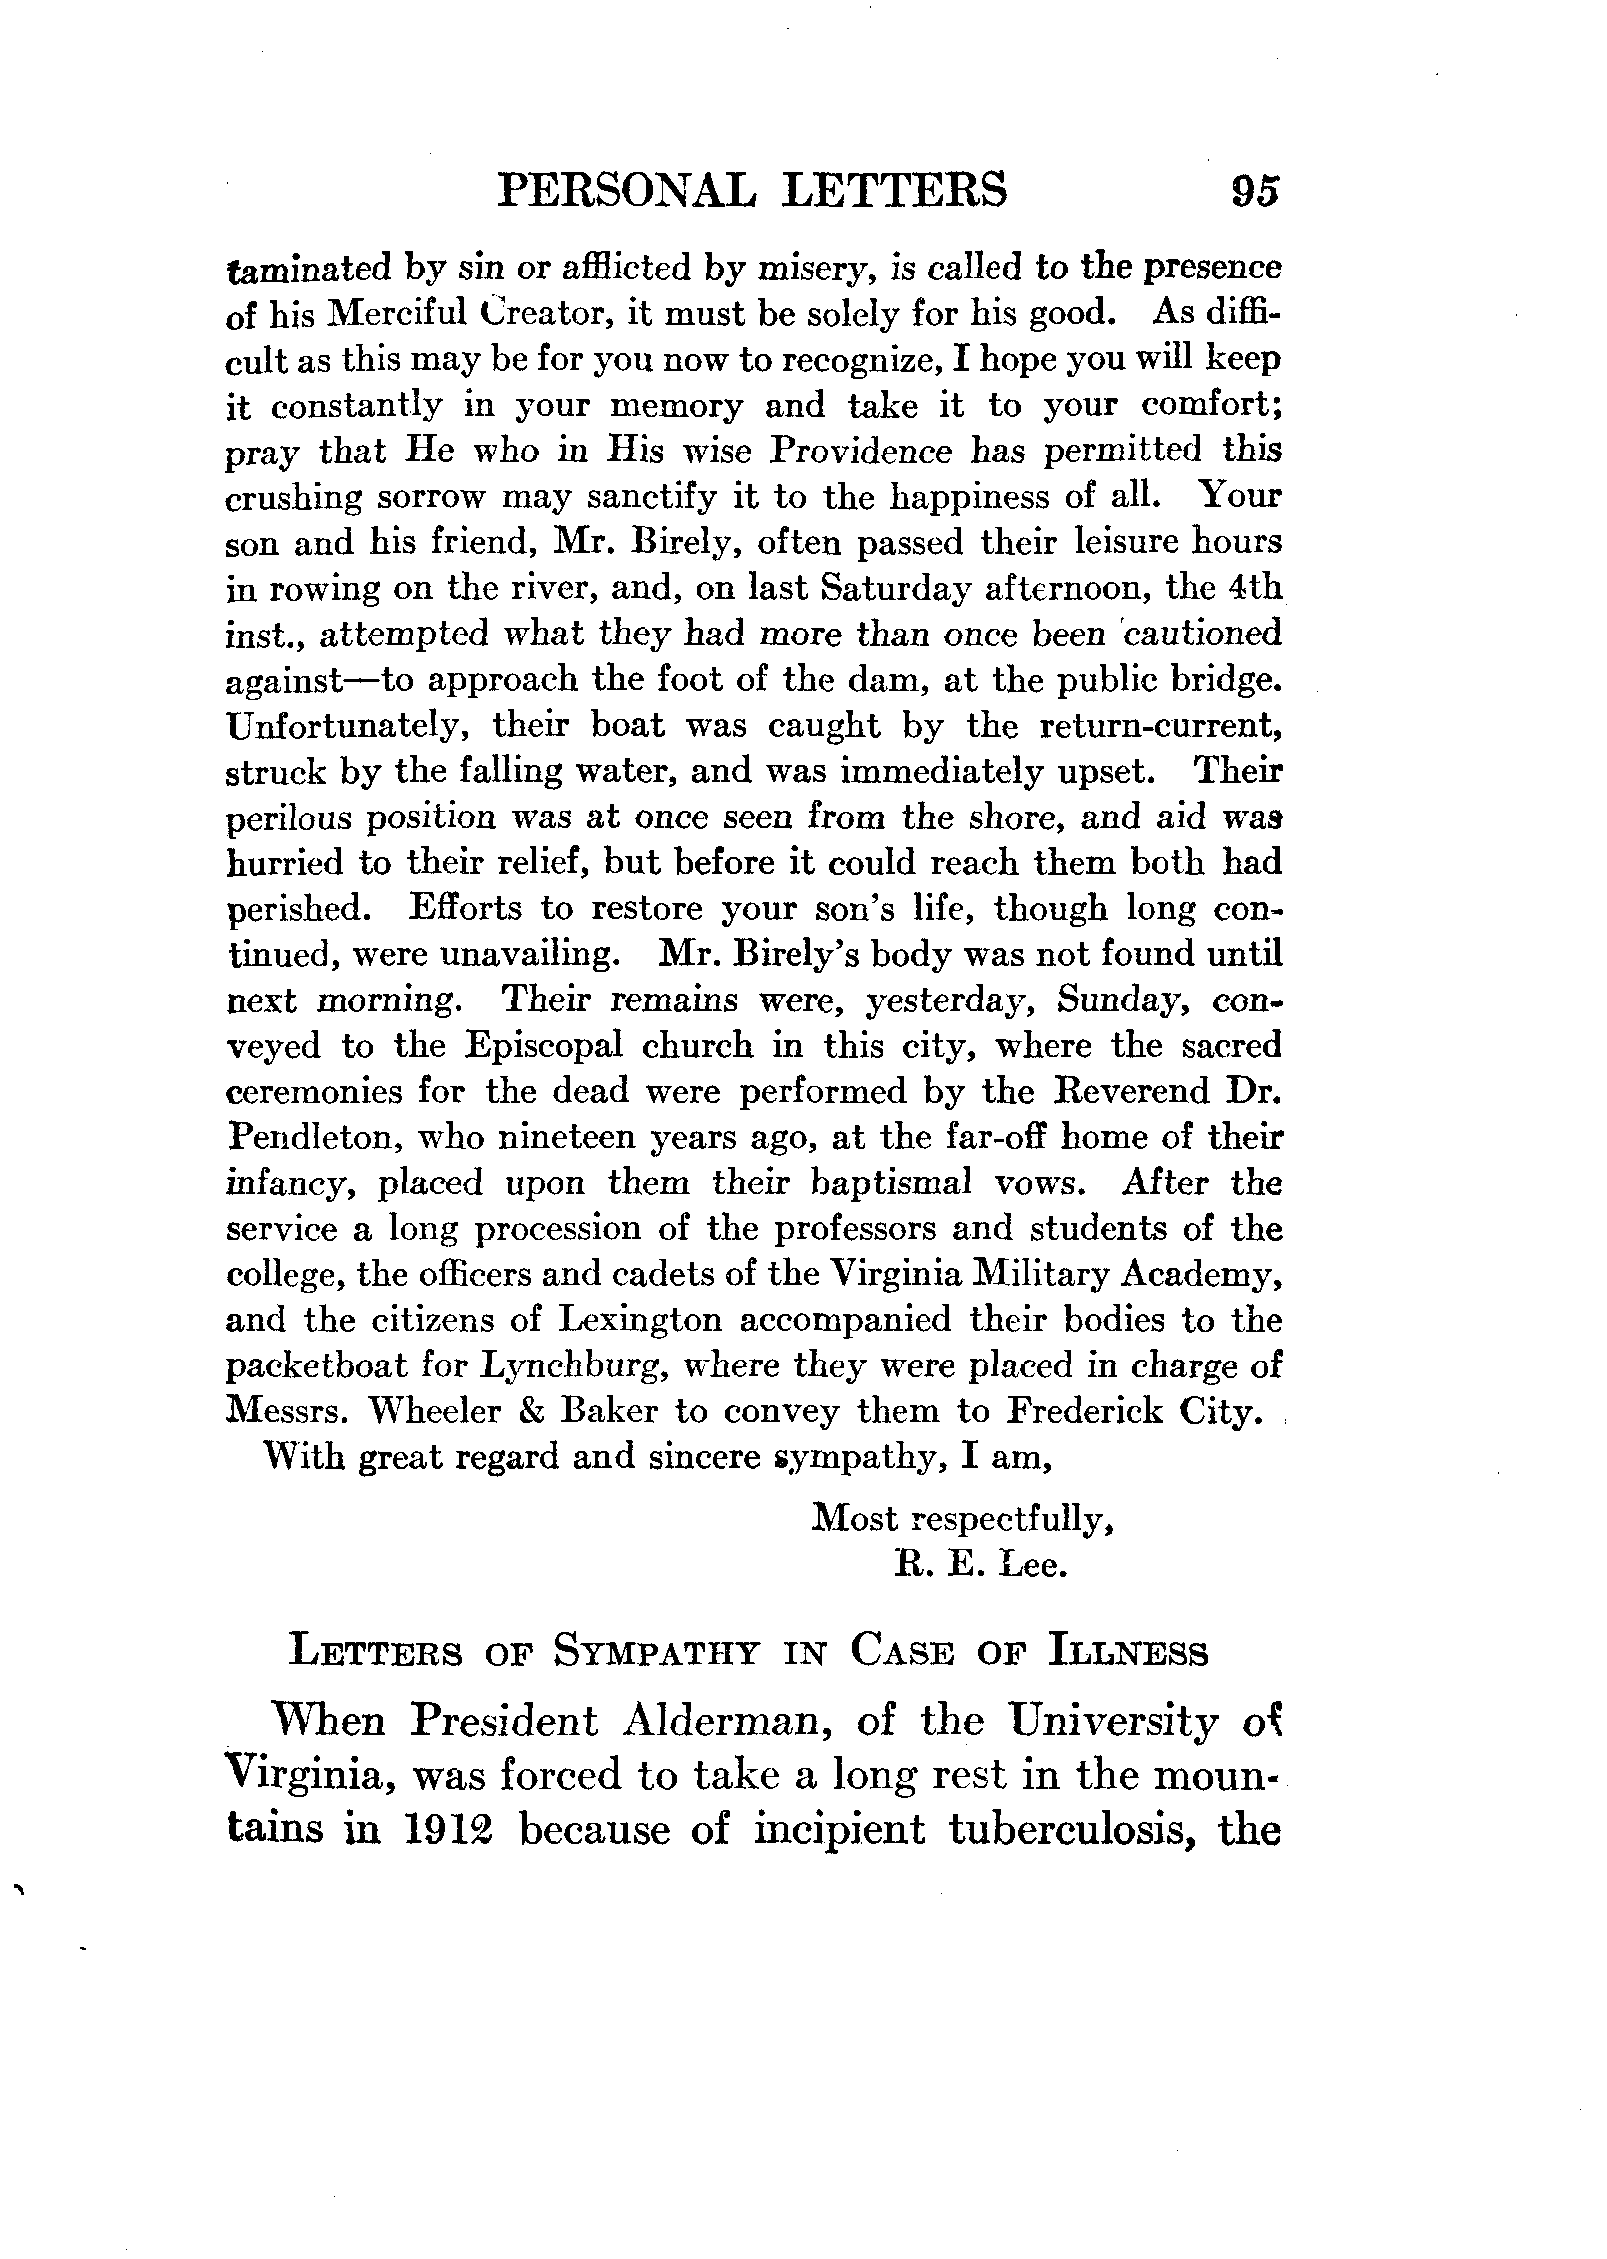 PERSONAL LETTERS 95
taminated by sin or afflicted by misery, is called to the presence
of his Merciful Creator, it must be solely for his good. As diffi-
cult as this may be for you now to recognize, I hope you will keep
it constantly in your memory and take it to your comfort;
pray that He who in His wise Providence has permitted this
crushing sorrow may sanctify it to the happiness of all. Your
son and his friend, Mr. Birely, often passed their leisure hours
in rowing on the river, and, on last Saturday afternoon, the 4th
inst., attempted what they had more than once been cautioned
against—to approach the foot of the dam, at the public bridge.
Unfortunately, their boat was caught by the return-current,
struck by the falling water, and was immediately upset. Their
perilous position was at once seen from the shore, and aid was
hurried to their relief, but before it could reach them both had
perished. Efforts to restore your son's life, though long con-
tinued, were unavailing. Mr. Birely's body was not found until
next morning. Their remains were, yesterday, Sunday, con-
veyed to the Episcopal church in this city, where the sacred
ceremonies for the dead were performed by the Reverend Dr.
Pendleton, who nineteen years ago, at the far-off home of their
infancy, placed upon them their baptismal vows. After the
service a long procession of the professors and students of the
college, the officers and cadets of the Virginia Military Academy,
and the citizens of Lexington accompanied their bodies to the
packetboat for Lynchburg, where they were placed in charge of
Messrs. Wheeler & Baker to convey them to Frederick City.
With great regard and sincere sympathy, I am,
Most respectfully,
R. E. Lee.
LETTERS OF SYMPATHY IN CASE OF ILLNESS
When President Alderman, of the University of
Virginia, was forced to take a long rest in the moun-
tains in 1912 because of incipient tuberculosis, the